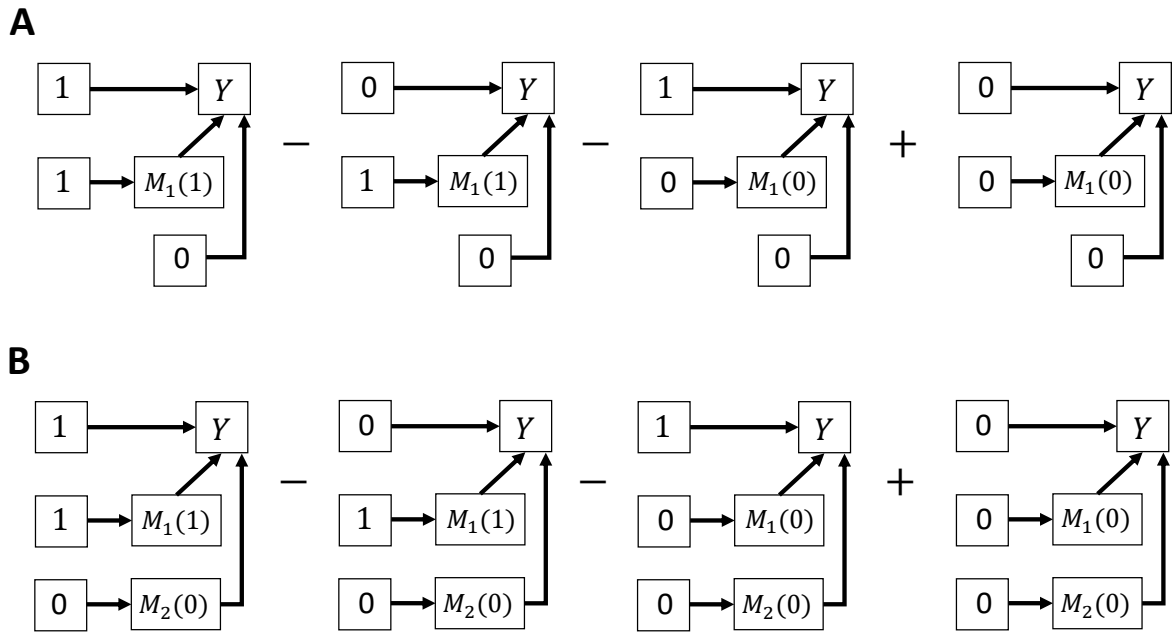 A
1 Y − 0 Y − 1 Y + 0 Y
1 M₁(1) 1 M₁(1) 0 M₁(0) 0 M₁(0)
0 0 0 0
B
1 Y − 0 Y − 1 Y + 0 Y
1 M₁(1) 1 M₁(1) 0 M₁(0) 0 M₁(0)
0 M₂(0) 0 M₂(0) 0 M₂(0) 0 M₂(0)